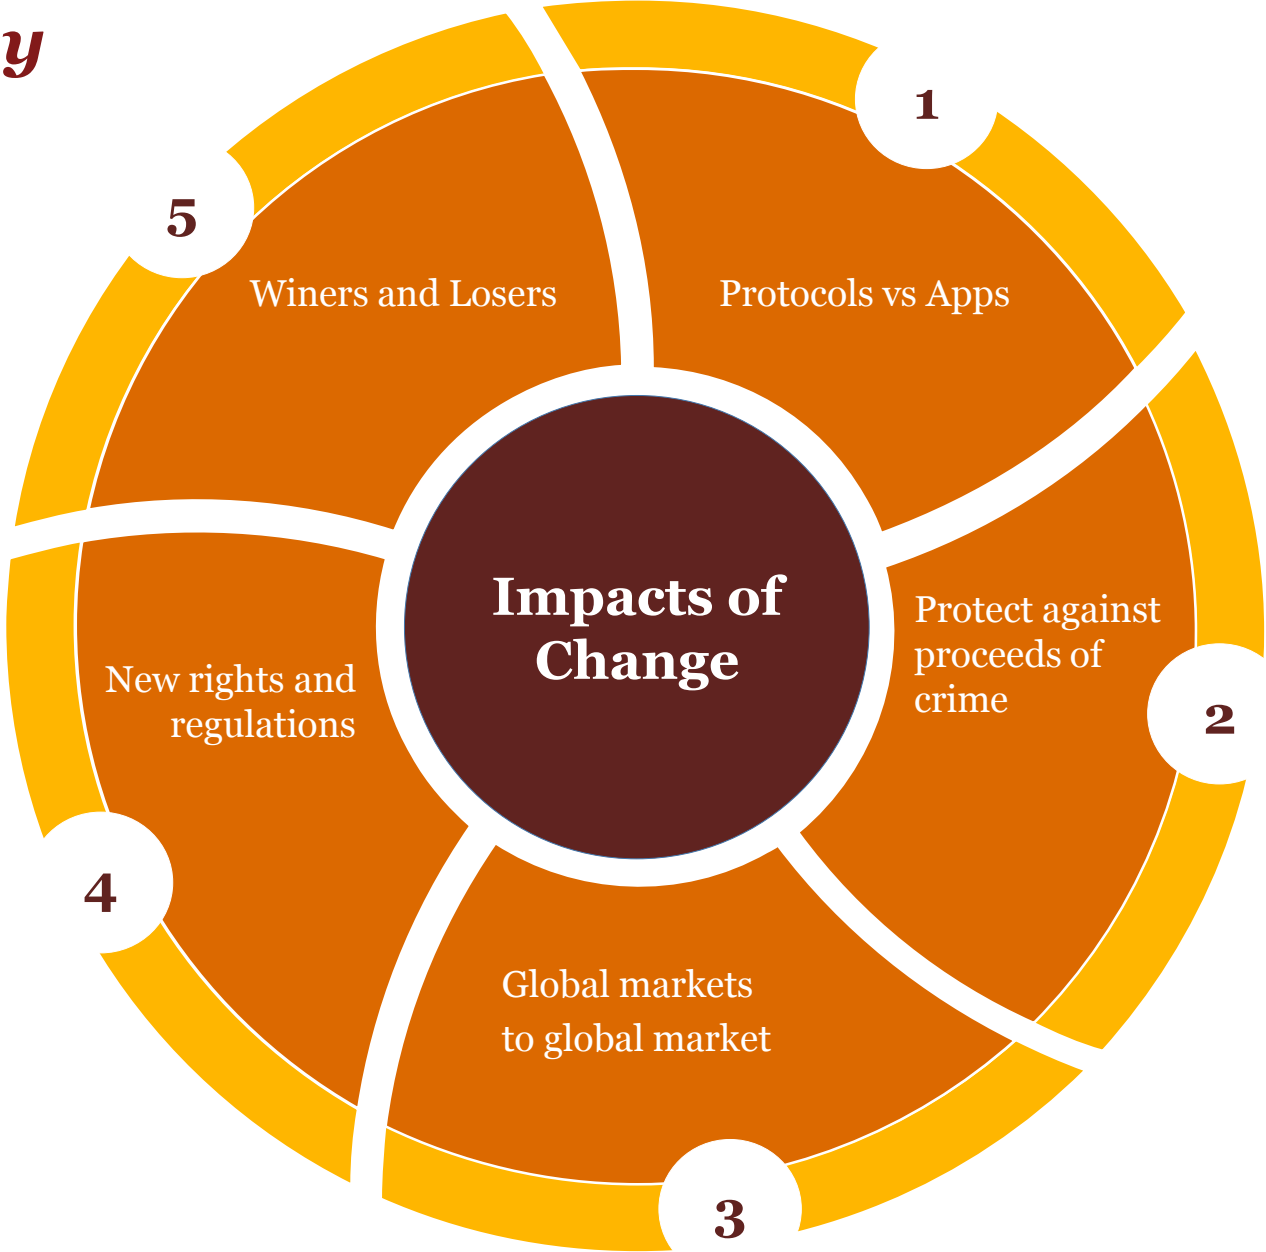 y
1
Protocols vs Apps
2
Protect against
proceeds of
crime
3
Global markets
to global market
4
New rights and
regulations
5
Winers and Losers
Impacts of
Change